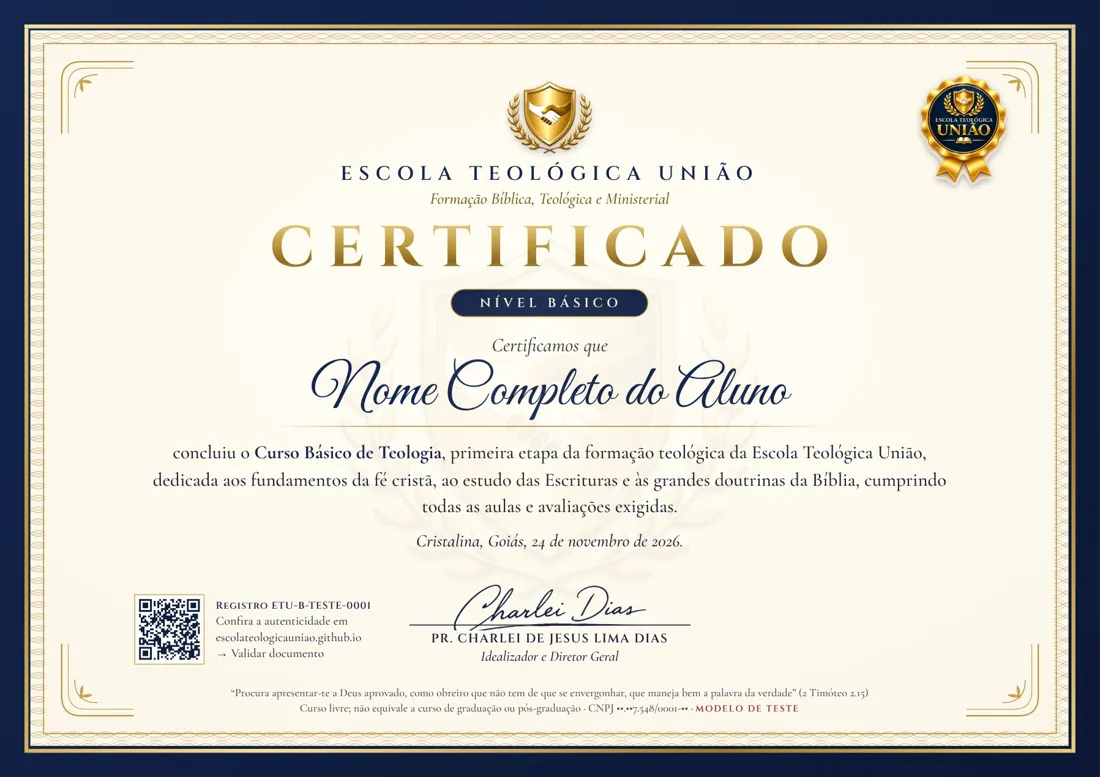 ESCOLA TEOLÓGICA
UNIÃO
ESCOLA TEOLÓGICA UNIÃO
Formação Bíblica, Teológica e Ministerial
CERTIFICADO
NÍVEL BÁSICO
Certificamos que
Nome Completo do Aluno
concluiu o Curso Básico de Teologia, primeira etapa da formação teológica da Escola Teológica União,
dedicada aos fundamentos da fé cristã, ao estudo das Escrituras e às grandes doutrinas da Bíblia, cumprindo
todas as aulas e avaliações exigidas.
Cristalina, Goiás, 24 de novembro de 2026.
Registro ETU-B-TESTE-0001
Confira a autenticidade em
escolateologicauniao.github.io
→ Validar documento
Charlei Dias
PR. CHARLEI DE JESUS LIMA DIAS
Idealizador e Diretor Geral
“Procura apresentar-te a Deus aprovado, como obreiro que não tem de que se envergonhar, que maneja bem a palavra da verdade” (2 Timóteo 2.15)
Curso livre; não equivale a curso de graduação ou pós-graduação · CNPJ ••.••7.548/0001-•• · MODELO DE TESTE